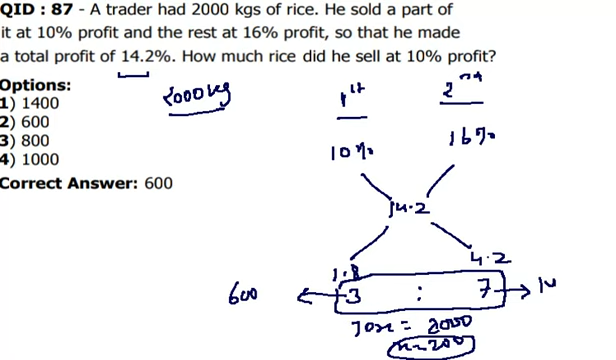 QID : 87 - A trader had 2000 kgs of rice. He sold a part of
it at 10% profit and the rest at 16% profit, so that he made
a total profit of 14.2%. How much rice did he sell at 10% profit?
Options:
1) 1400
2) 600
3) 800
4) 1000
Correct Answer: 600
2000 kg
1st 2nd
10% 16%
14.2
1.8 4.2
600 3 : 7 14
10x = 2000
x = 200